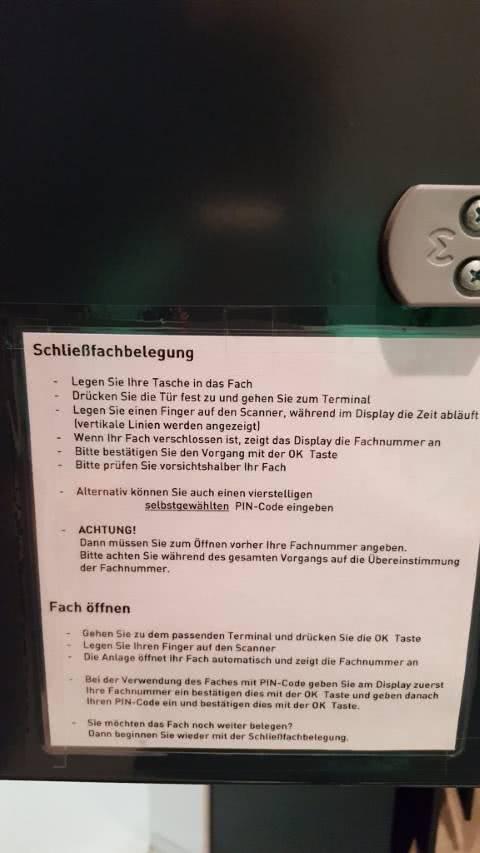 Schließfachbelegung
- Legen Sie Ihre Tasche in das Fach
- Drücken Sie die Tür fest zu und gehen Sie zum Terminal
- Legen Sie einen Finger auf den Scanner, während im Display die Zeit abläuft
(vertikale Linien werden angezeigt)
- Wenn Ihr Fach verschlossen ist, zeigt das Display die Fachnummer an
- Bitte bestätigen Sie den Vorgang mit der OK Taste
- Bitte prüfen Sie vorsichtshalber Ihr Fach
- Alternativ können Sie auch einen vierstelligen
selbstgewählten PIN-Code eingeben
- ACHTUNG!
Dann müssen Sie zum Öffnen vorher Ihre Fachnummer angeben.
Bitte achten Sie während des gesamten Vorgangs auf die Übereinstimmung
der Fachnummer.
Fach öffnen
- Gehen Sie zu dem passenden Terminal und drücken Sie die OK Taste
- Legen Sie Ihren Finger auf den Scanner
- Die Anlage öffnet Ihr Fach automatisch und zeigt die Fachnummer an
- Bei der Verwendung des Faches mit PIN-Code geben Sie am Display zuerst
Ihre Fachnummer ein bestätigen dies mit der OK Taste und geben danach
Ihren PIN-Code ein und bestätigen dies mit der OK Taste.
- Sie möchten das Fach noch weiter belegen?
Dann beginnen Sie wieder mit der Schließfachbelegung.